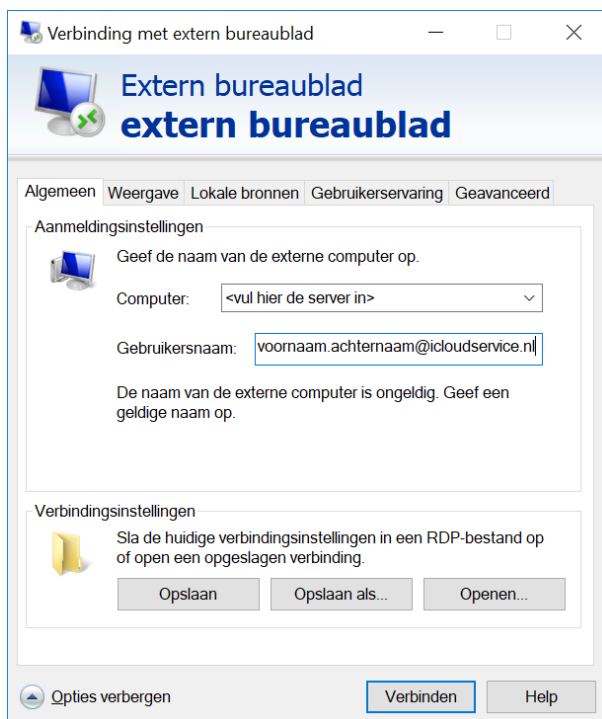 Verbinding met extern bureaublad
Extern bureaublad
extern bureaublad
Algemeen Weergave Lokale bronnen Gebruikerservaring Geavanceerd
Aanmeldingsinstellingen
Geef de naam van de externe computer op.
Computer: <vul hier de server in>
Gebruikersnaam: voornaam.achternaam@icloudservice.nl
De naam van de externe computer is ongeldig. Geef een
geldige naam op.
Verbindingsinstellingen
Sla de huidige verbindingsinstellingen in een RDP-bestand op
of open een opgeslagen verbinding.
Opslaan Opslaan als... Openen...
Opties verbergen Verbinden Help